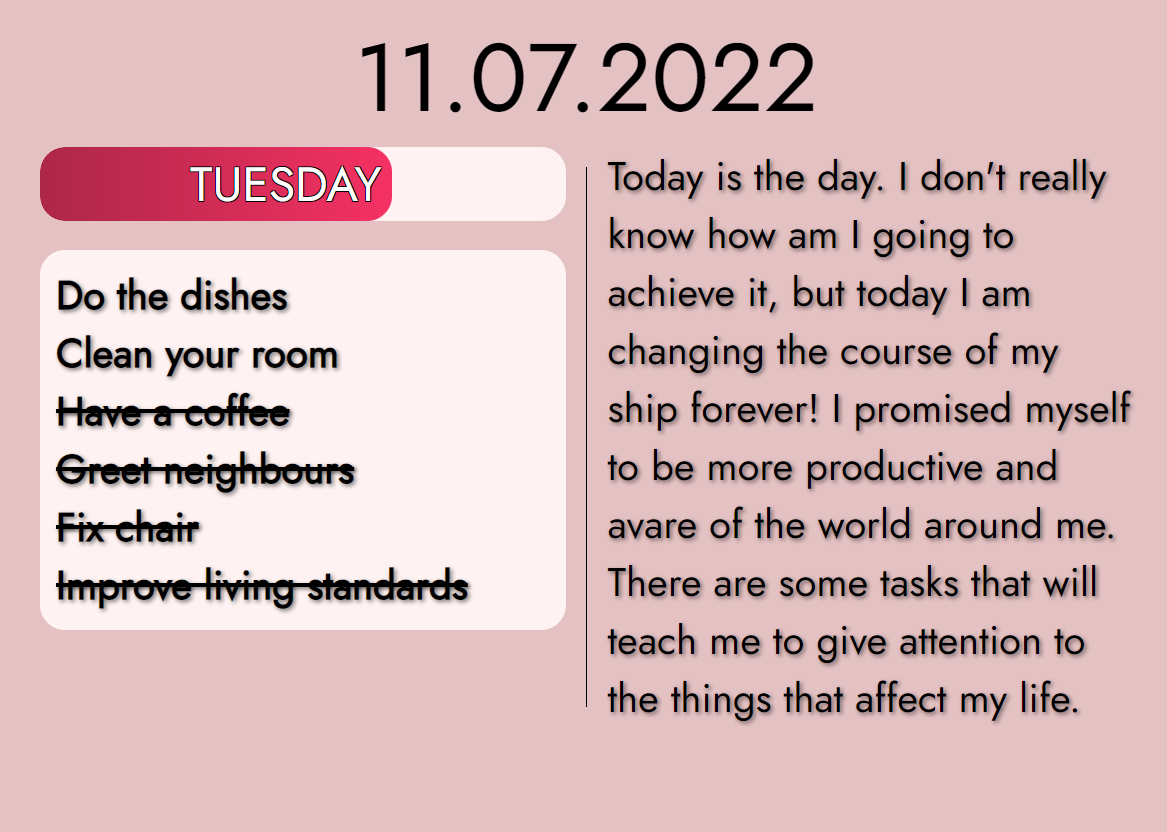 11.07.2022
TUESDAY
Do the dishes
Clean your room
Have a coffee
Greet neighbours
Fix chair
Improve living standards
Today is the day. I don't really
know how am I going to
achieve it, but today I am
changing the course of my
ship forever! I promised myself
to be more productive and
avare of the world around me.
There are some tasks that will
teach me to give attention to
the things that affect my life.